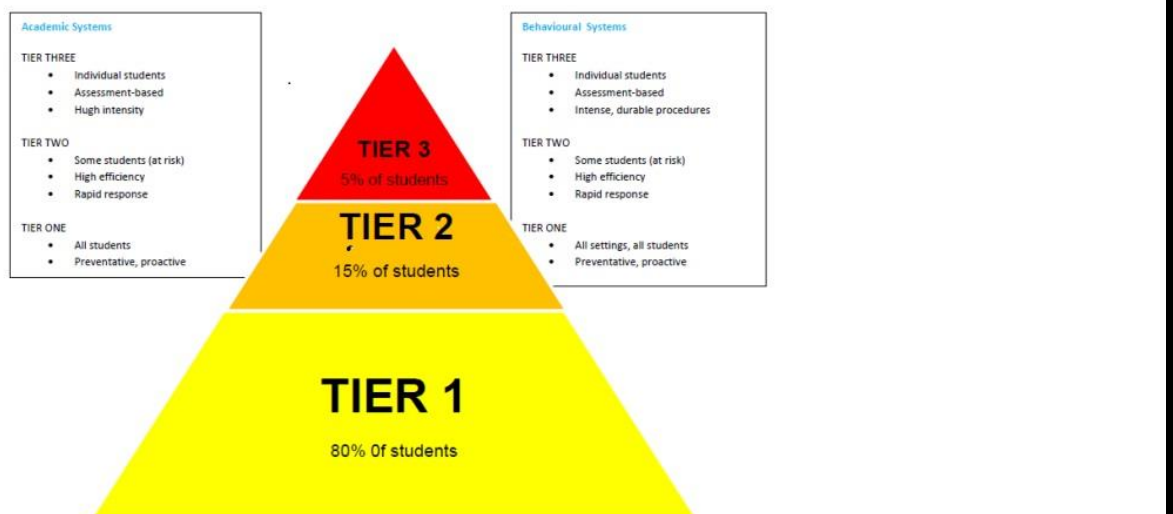 Academic Systems
TIER THREE
• Individual students
• Assessment-based
• Hugh intensity
TIER TWO
• Some students (at risk)
• High efficiency
• Rapid response
TIER ONE
• All students
• Preventative, proactive
TIER 3
5% of students
TIER 2
15% of students
TIER 1
80% 0f students
Behavioural Systems
TIER THREE
• Individual students
• Assessment-based
• Intense, durable procedures
TIER TWO
• Some students (at risk)
• High efficiency
• Rapid response
TIER ONE
• All settings, all students
• Preventative, proactive